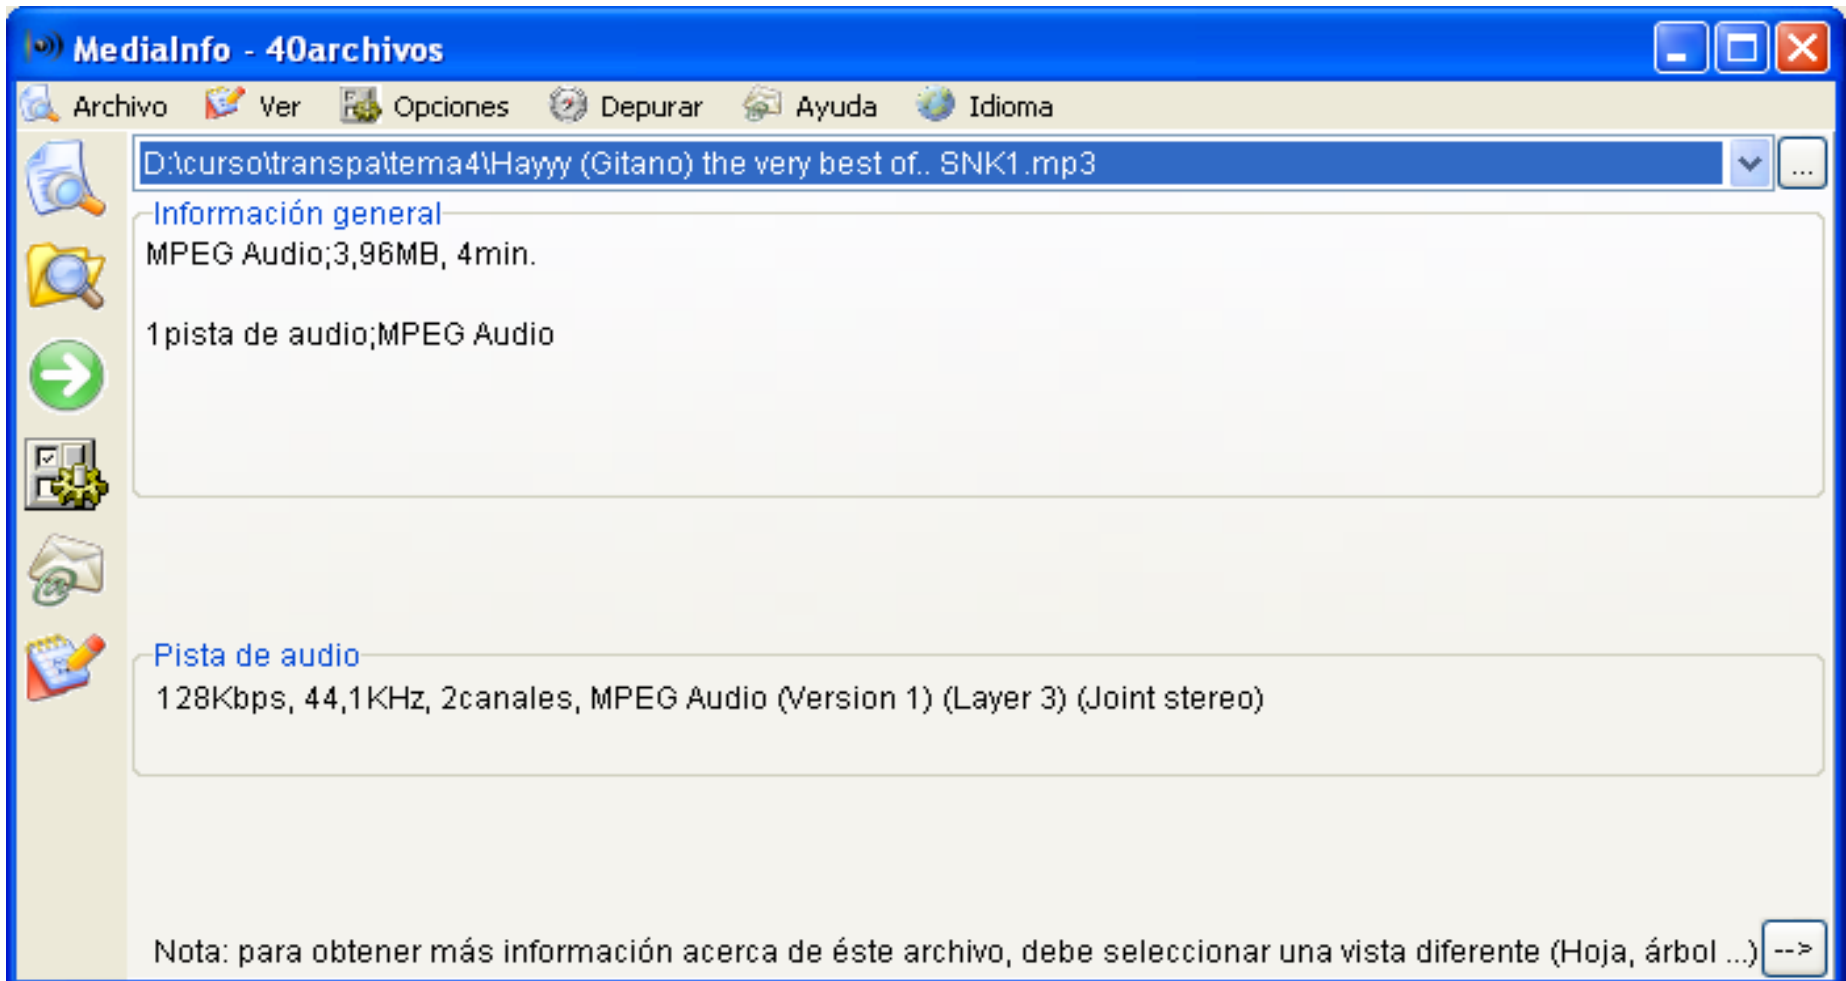 MediaInfo - 40archivos
Archivo Ver Opciones Depurar Ayuda Idioma
D:\curso\transpa\tema4\Hayyy (Gitano) the very best of.. SNK1.mp3
...
Información general
MPEG Audio;3,96MB, 4min.
1pista de audio;MPEG Audio
Pista de audio
128Kbps, 44,1KHz, 2canales, MPEG Audio (Version 1) (Layer 3) (Joint stereo)
Nota: para obtener más información acerca de éste archivo, debe seleccionar una vista diferente (Hoja, árbol ...)
-->